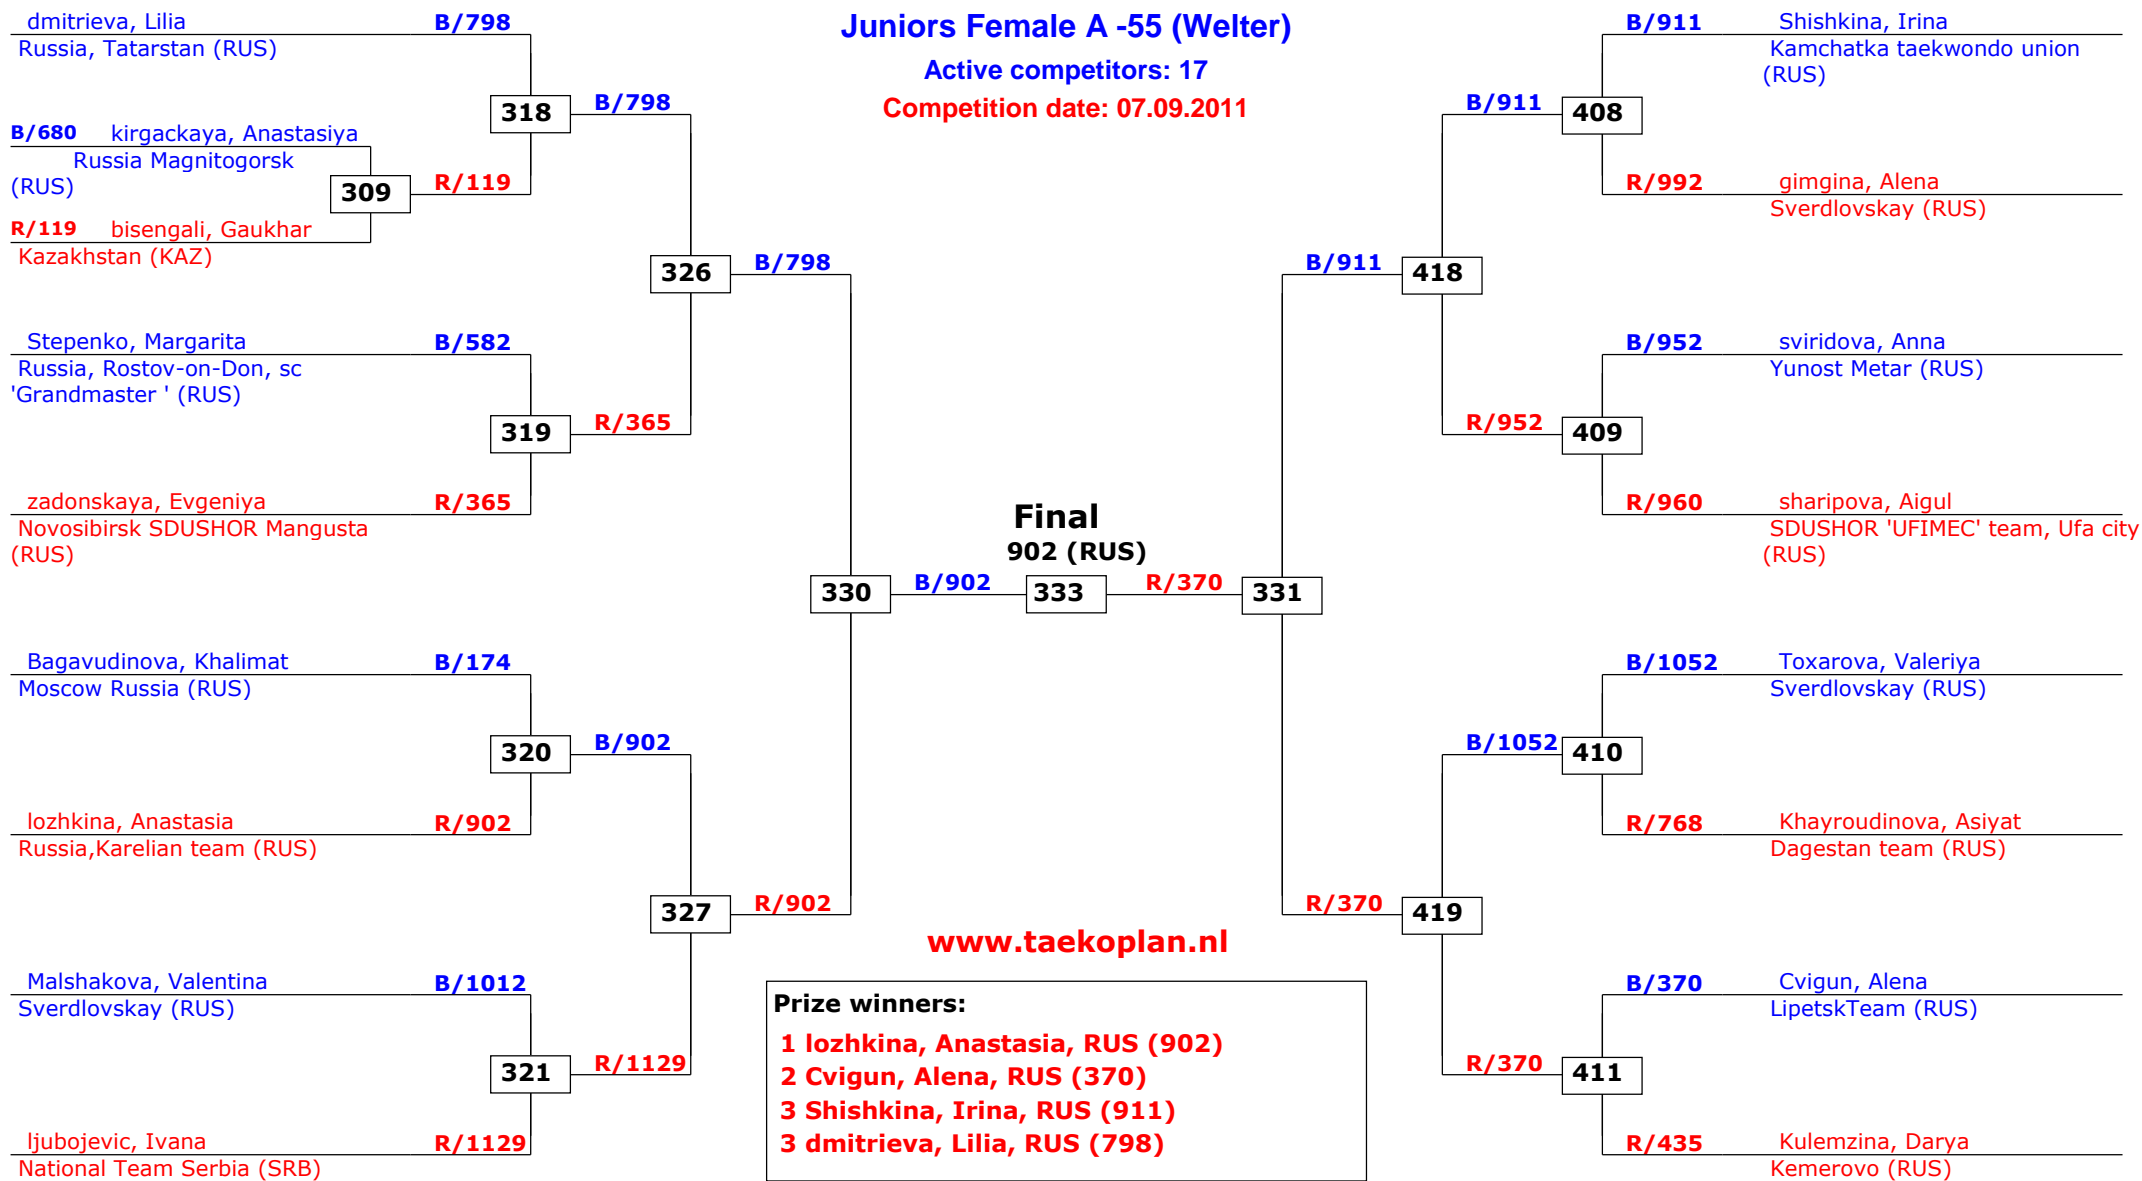 Juniors Female A -55 (Welter)
Active competitors: 17
Competition date: 07.09.2011
dmitrieva, Lilia
B/798
Russia, Tatarstan (RUS)
318
B/798
B/680 kirgackaya, Anastasiya
Russia Magnitogorsk
(RUS)
309
R/119
R/119 bisengali, Gaukhar
Kazakhstan (KAZ)
326
B/798
Stepenko, Margarita
B/582
Russia, Rostov-on-Don, sc
'Grandmaster ' (RUS)
319
R/365
zadonskaya, Evgeniya
R/365
Novosibirsk SDUSHOR Mangusta
(RUS)
330
B/902
Bagavudinova, Khalimat
B/174
Moscow Russia (RUS)
320
B/902
lozhkina, Anastasia
R/902
Russia,Karelian team (RUS)
327
R/902
Malshakova, Valentina
B/1012
Sverdlovskay (RUS)
321
R/1129
ljubojevic, Ivana
R/1129
National Team Serbia (SRB)
Final
902 (RUS)
333
R/370
331
B/911
Shishkina, Irina
Kamchatka taekwondo union
(RUS)
B/911
408
R/992
gimgina, Alena
Sverdlovskay (RUS)
B/911
418
B/952
sviridova, Anna
Yunost Metar (RUS)
R/952
409
R/960
sharipova, Aigul
SDUSHOR 'UFIMEC' team, Ufa city
(RUS)
B/1052
Toxarova, Valeriya
Sverdlovskay (RUS)
B/1052
410
R/768
Khayroudinova, Asiyat
Dagestan team (RUS)
R/370
419
B/370
Cvigun, Alena
LipetskTeam (RUS)
R/370
411
R/435
Kulemzina, Darya
Kemerovo (RUS)
www.taekoplan.nl
Prize winners:
1 lozhkina, Anastasia, RUS (902)
2 Cvigun, Alena, RUS (370)
3 Shishkina, Irina, RUS (911)
3 dmitrieva, Lilia, RUS (798)